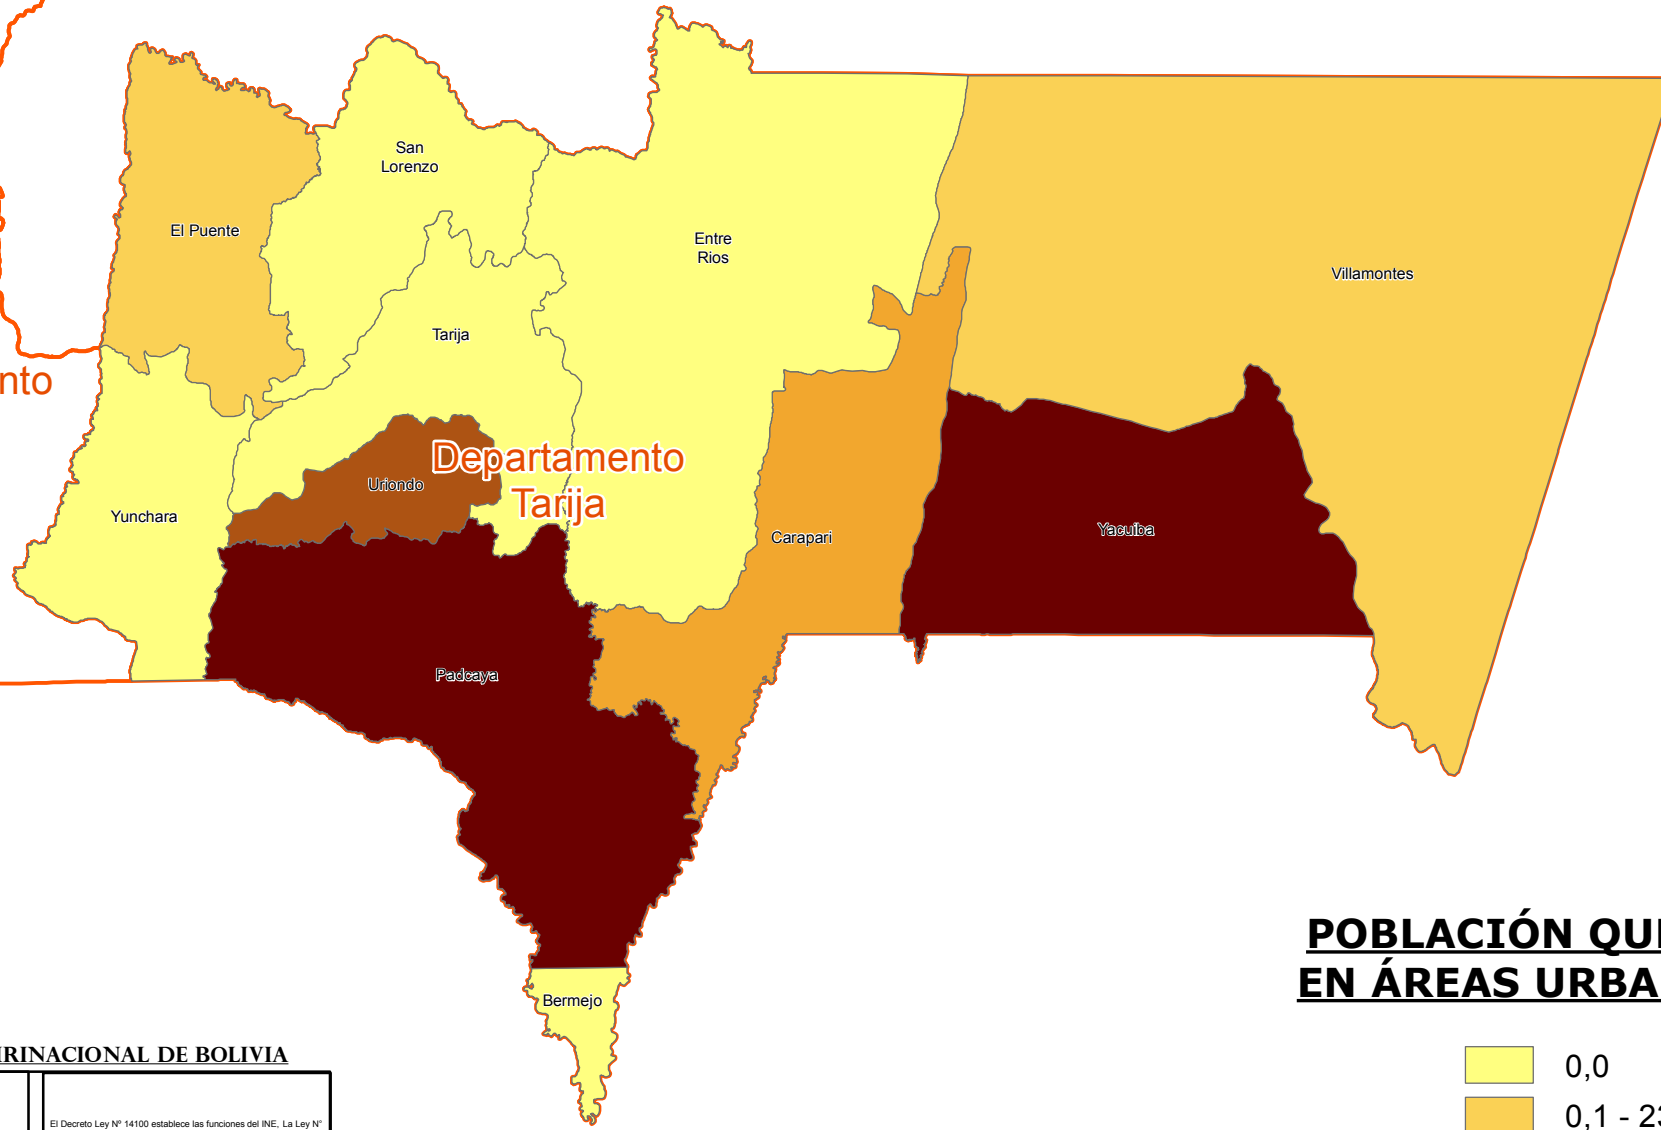 San
Lorenzo
El Puente
Entre
Rios
Villamontes
Tarija
nto
Departamento
Tarija
Uriondo
Yunchara
Carapari
Yacuiba
Padcaya
POBLACIÓN QU
EN ÁREAS URBA
Bermejo
RINACIONAL DE BOLIVIA
0,0
El Decreto Ley Nº 14100 establece las funciones del INE, La Ley N°
0,1 - 23